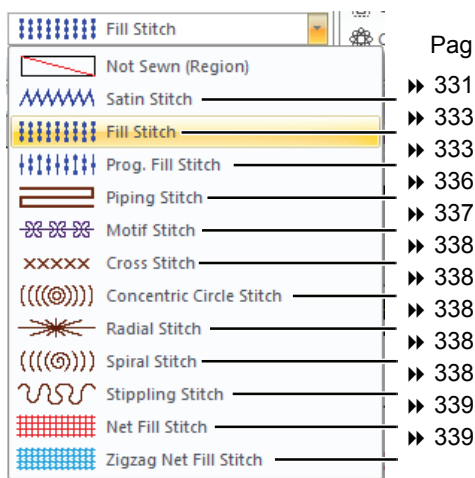 Fill Stitch
Pag
Not Sewn (Region)
Satin Stitch 331
Fill Stitch 333
Prog. Fill Stitch 333
Piping Stitch 336
Motif Stitch 337
Cross Stitch 338
Concentric Circle Stitch 338
Radial Stitch 338
Spiral Stitch 338
Stippling Stitch 338
Net Fill Stitch 339
Zigzag Net Fill Stitch 339